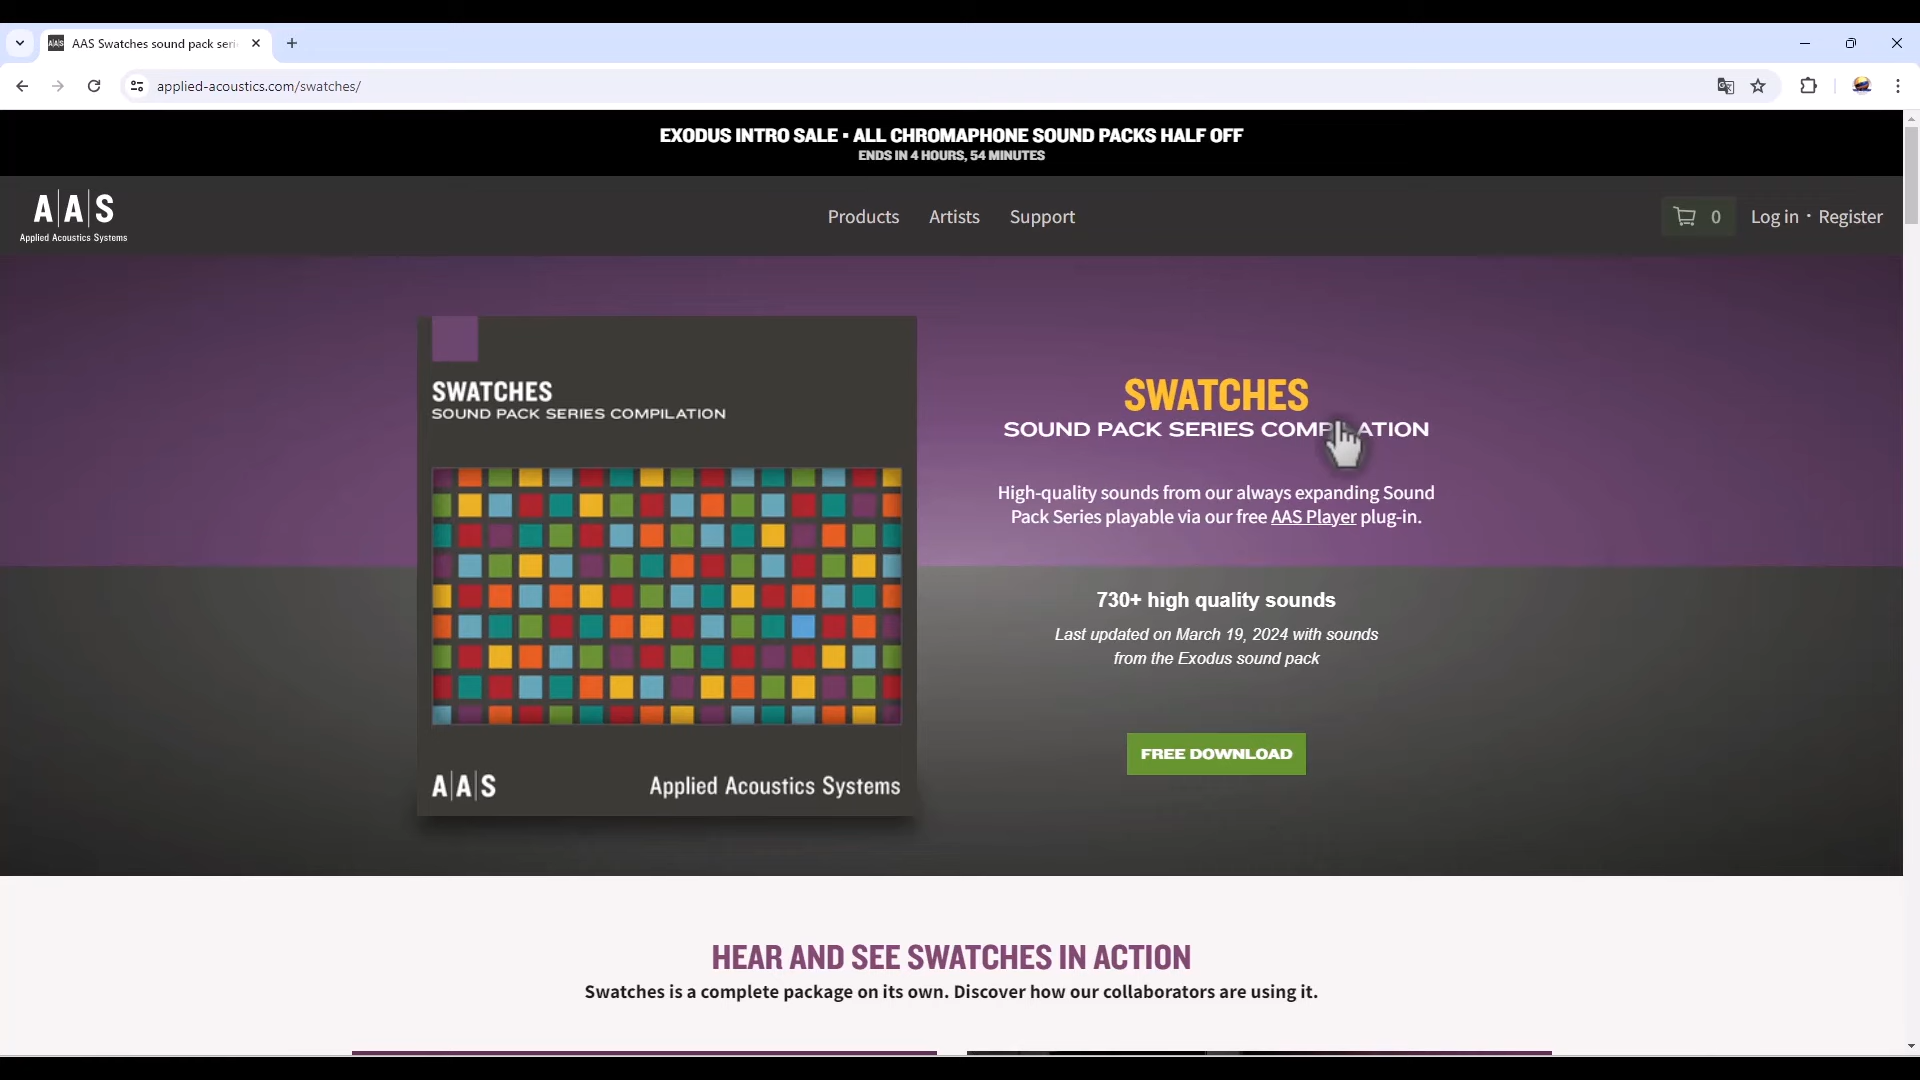 AAS Swatches sound pack seri
applied-acoustics.com/swatches/
EXODUS INTRO SALE • ALL CHROMAPHONE SOUND PACKS HALF OFF
ENDS IN 4 HOURS, 54 MINUTES
A|A|S
Applied Acoustics Systems
Products
Artists
Support
0
Log in · Register
SWATCHES
SOUND PACK SERIES COMPILATION
A|A|S
Applied Acoustics Systems
SWATCHES
SOUND PACK SERIES COMPILATION
High-quality sounds from our always expanding Sound
Pack Series playable via our free AAS Player plug-in.
730+ high quality sounds
Last updated on March 19, 2024 with sounds
from the Exodus sound pack
FREE DOWNLOAD
HEAR AND SEE SWATCHES IN ACTION
Swatches is a complete package on its own. Discover how our collaborators are using it.